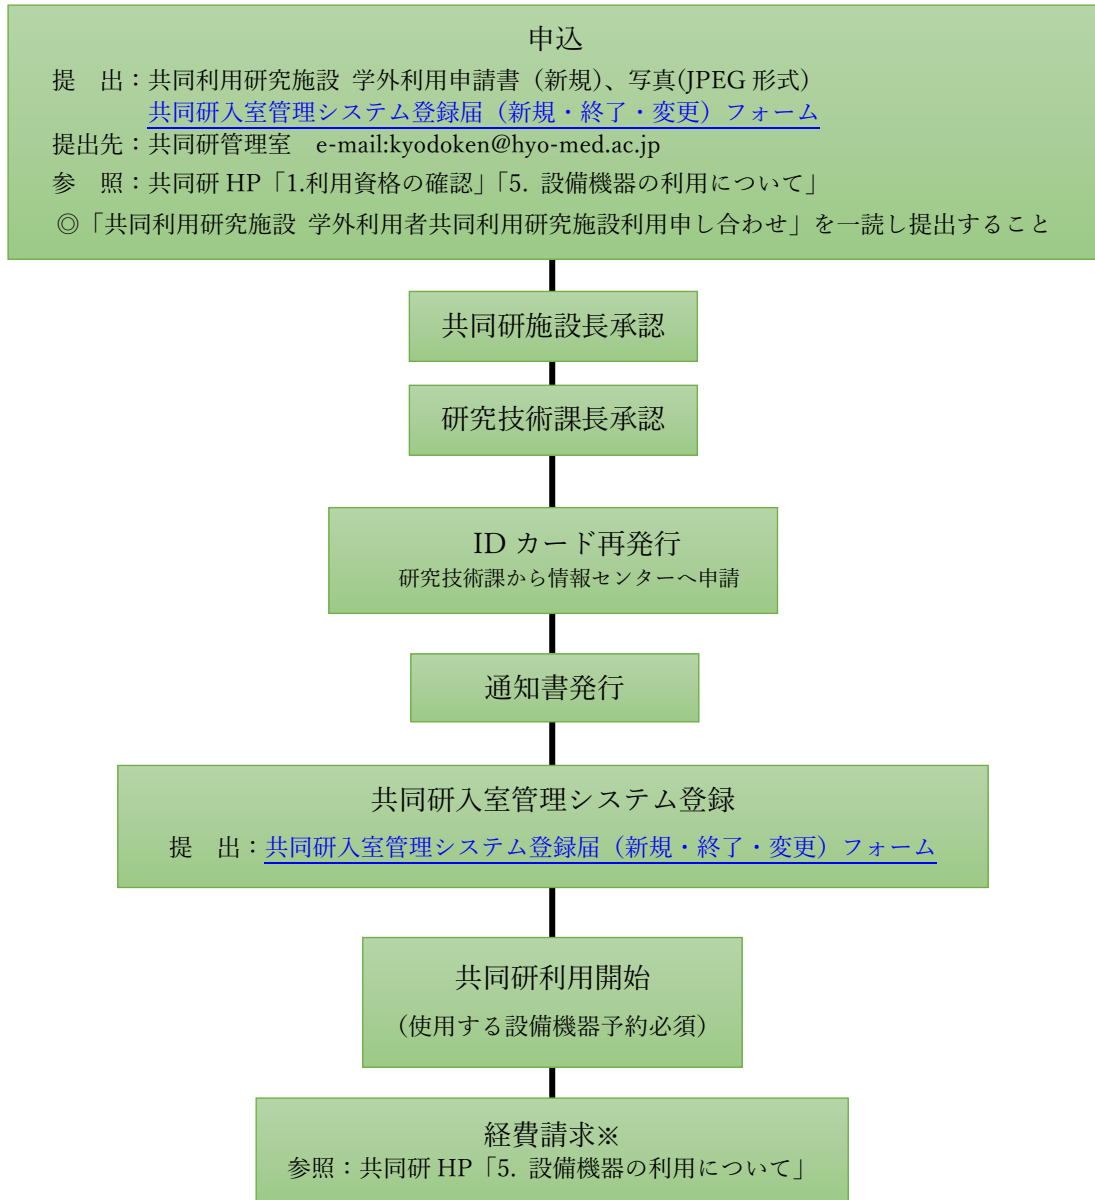 申込
提　出：共同利用研究施設 学外利用申請書（新規）、写真(JPEG 形式)
共同研入室管理システム登録届（新規・終了・変更）フォーム
提出先：共同研管理室　e-mail:kyodoken@hyo-med.ac.jp
参　照：共同研 HP「1.利用資格の確認」「5. 設備機器の利用について」
◎「共同利用研究施設 学外利用者共同利用研究施設利用申し合わせ」を一読し提出すること
共同研施設長承認
研究技術課長承認
ID カード再発行
研究技術課から情報センターへ申請
通知書発行
共同研入室管理システム登録
提　出：共同研入室管理システム登録届（新規・終了・変更）フォーム
共同研利用開始
（使用する設備機器予約必須）
経費請求※
参照：共同研 HP「5. 設備機器の利用について」